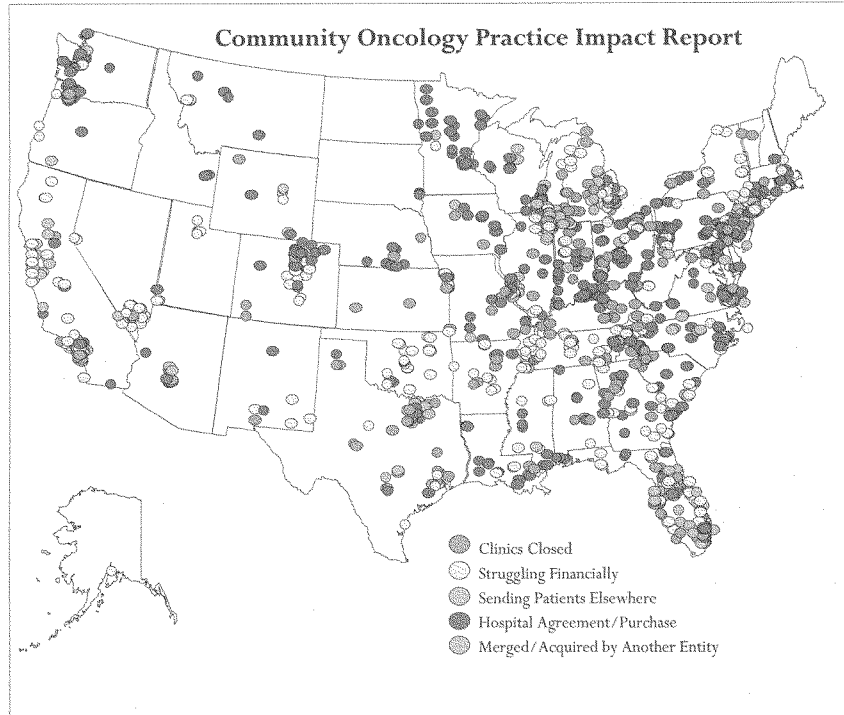 Community Oncology Practice Impact Report
Clinics Closed
Struggling Financially
Sending Patients Elsewhere
Hospital Agreement/Purchase
Merged/Acquired by Another Entity